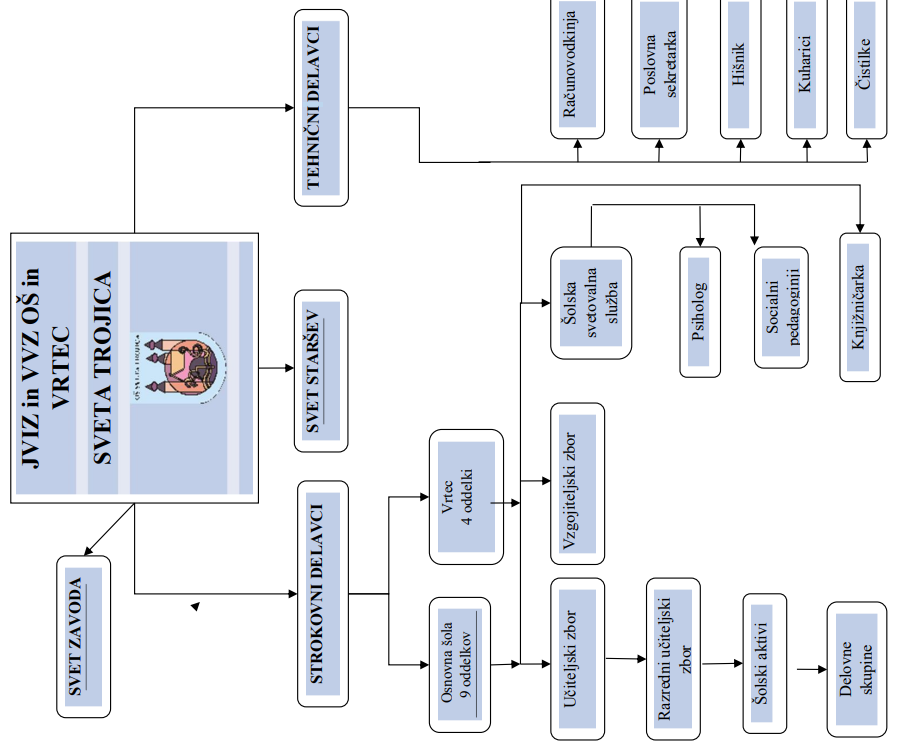 JVIZ in VVZ OŠ in
VRTEC
SVETA TROJICA
SVET ZAVODA
STROKOVNI DELAVCI
SVET STARŠEV
TEHNIČNI DELAVCI
Osnovna šola
9 oddelkov
Vrtec
4 oddelki
Učiteljski zbor
Razredni učiteljski
zbor
Šolski aktivi
Delovne
skupine
Vzgojiteljski zbor
Šolska
svetovalna
služba
Psiholog
Socialni
pedagoginji
Knjižničarka
Računovodkinja
Poslovna
sekretarka
Hišnik
Kuharici
Čistilke